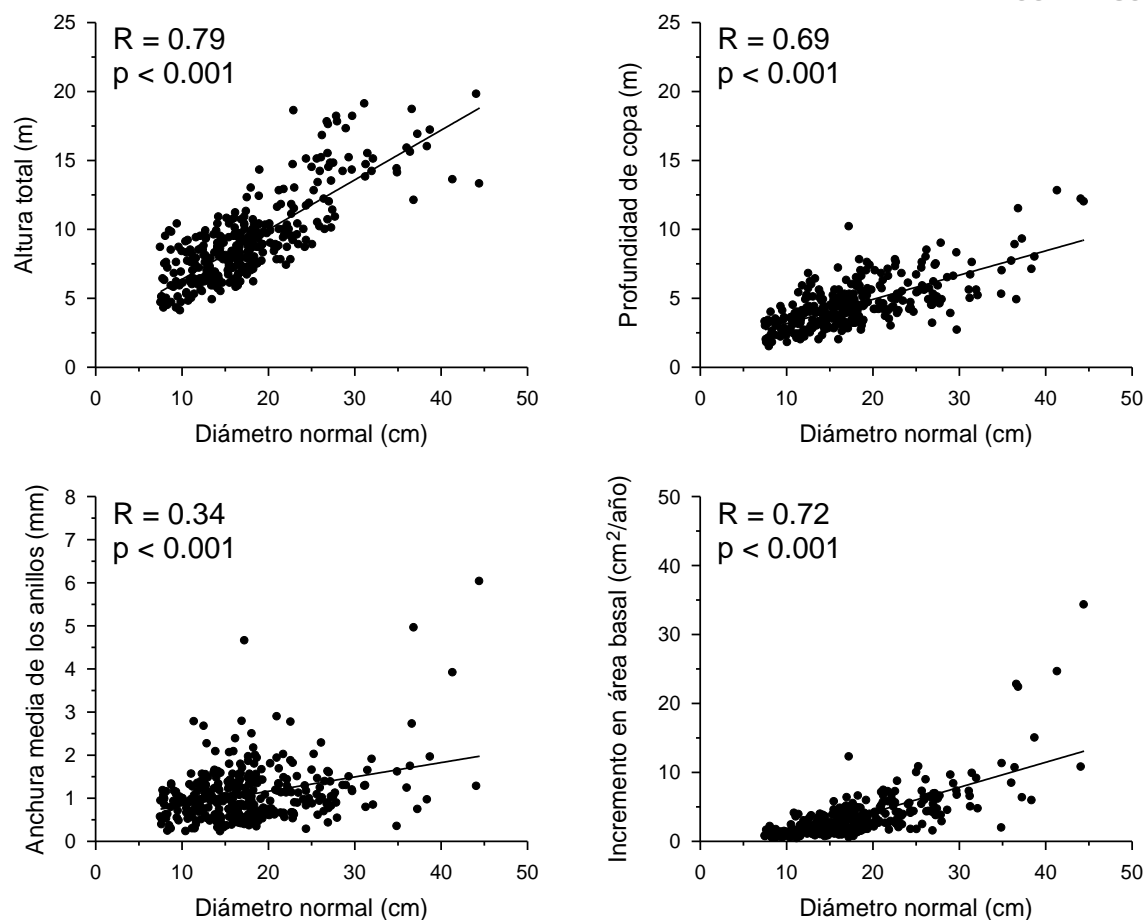 R = 0.79
p < 0.001
Altura total (m)
25
20
15
10
5
0
0 10 20 30 40 50
Diámetro normal (cm)
R = 0.69
p < 0.001
Profundidad de copa (m)
25
20
15
10
5
0
0 10 20 30 40 50
Diámetro normal (cm)
R = 0.34
p < 0.001
Anchura media de los anillos (mm)
8
7
6
5
4
3
2
1
0
0 10 20 30 40 50
Diámetro normal (cm)
R = 0.72
p < 0.001
Incremento en área basal (cm²/año)
50
40
30
20
10
0
0 10 20 30 40 50
Diámetro normal (cm)